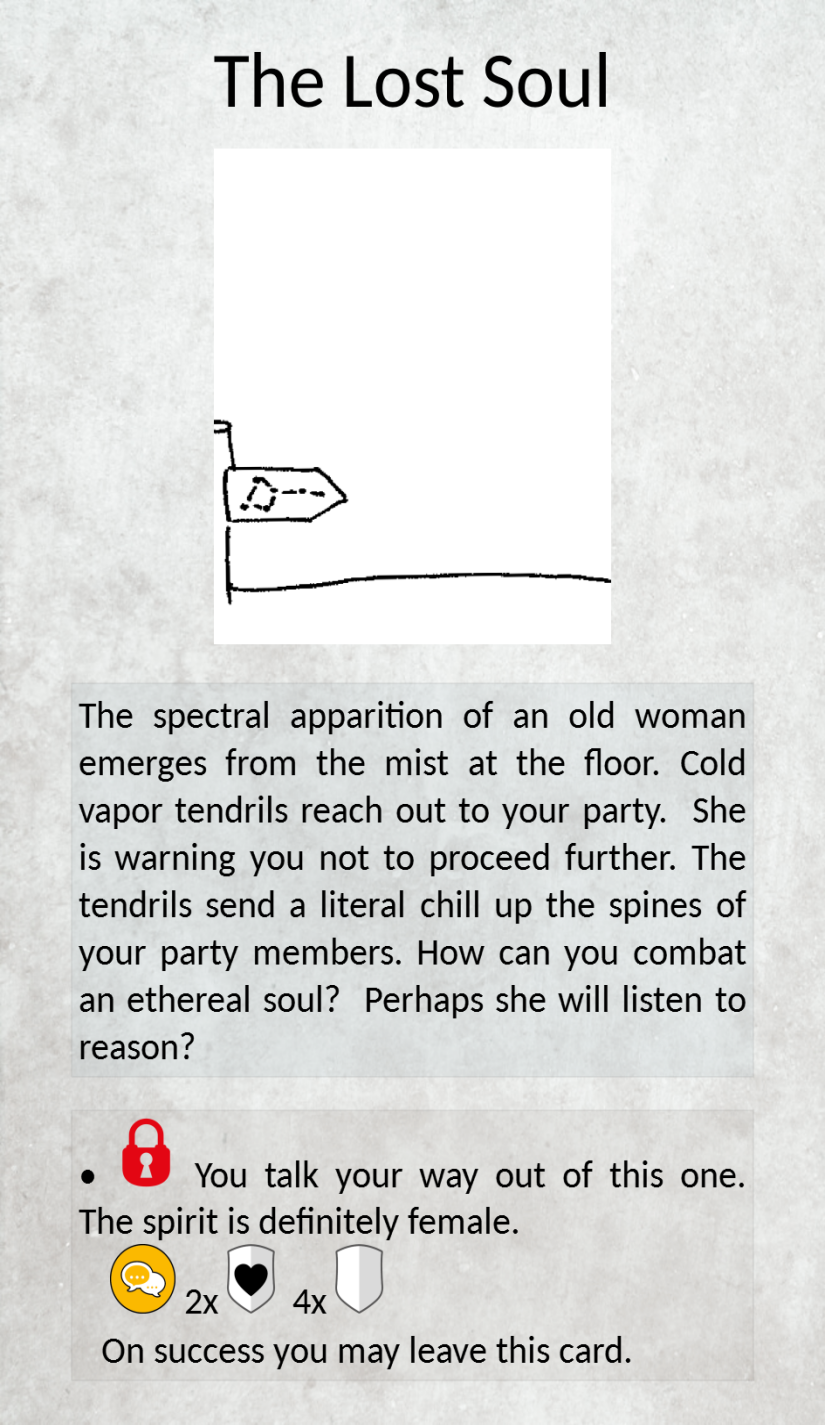 The Lost Soul
The spectral apparition of an old woman
emerges from the mist at the floor. Cold
vapor tendrils reach out to your party. She
is warning you not to proceed further. The
tendrils send a literal chill up the spines of
your party members. How can you combat
an ethereal soul? Perhaps she will listen to
reason?
• You talk your way out of this one.
The spirit is definitely female.
2x 4x
On success you may leave this card.